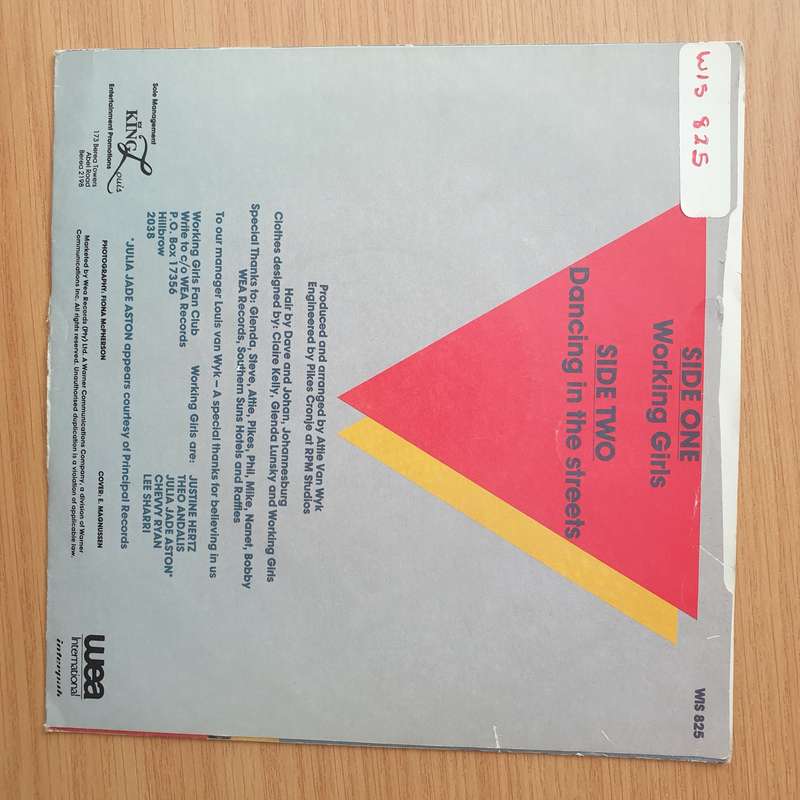 WIS 825
SIDE ONE
Working Girls
SIDE TWO
Dancing in the streets
Produced and arranged by Attie Van Wyk
Engineered by Pikes Cronje at RPM Studios
Hair by Dave and Johan, Johannesburg
Clothes designed by: Claire Kelly, Glenda Lunsky and Working Girls
Special Thanks to: Glenda, Steve, Attie, Pikes, Phil, Mike, Nanet, Bobby
WEA Records, Southern Suns Hotels and Raffles
To our manager Louis van Wyk — A special thanks for believing in us
Working Girls Fan Club
Write to c/o WEA Records
P.O. Box 17356
Hillbrow
2038
Working Girls are:
JUSTINE HERTZ
THEO ANDALIS
JULIA JADE ASTON*
CHEVVY RYAN
LEE SHARRI
*JULIA JADE ASTON appears courtesy of Principal Records
Sole Management
KING Louis
Entertainment Promotions
173 Berea Towers
Abel Road
Berea 2198
PHOTOGRAPHY: FIONA McPHERSON
COVER: E. MAGNUSSEN
Marketed by Wea Records (Pty) Ltd. A Warner Communications Company, a division of Warner
Communications Inc. All rights reserved. Unauthorised duplication is a violation of applicable law.
wea
International
interpak
WIS 825